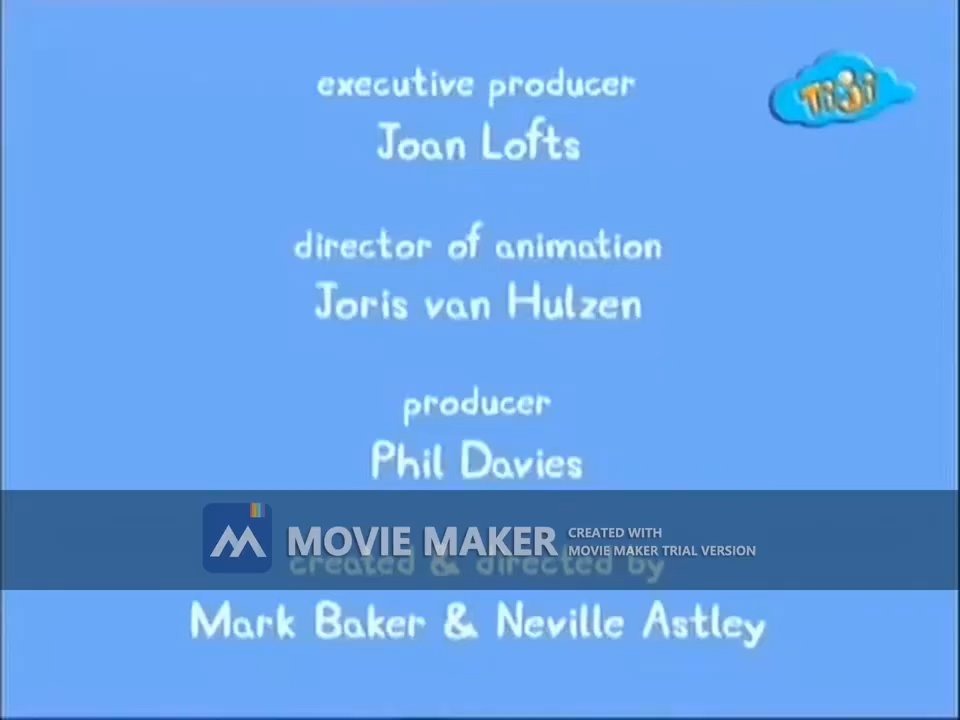 executive producer
TiJi
Joan Lofts
director of animation
Joris van Hulzen
producer
Phil Davies
MOVIE MAKER
CREATED WITH
MOVIE MAKER TRIAL VERSION
created & directed by
Mark Baker & Neville Astley